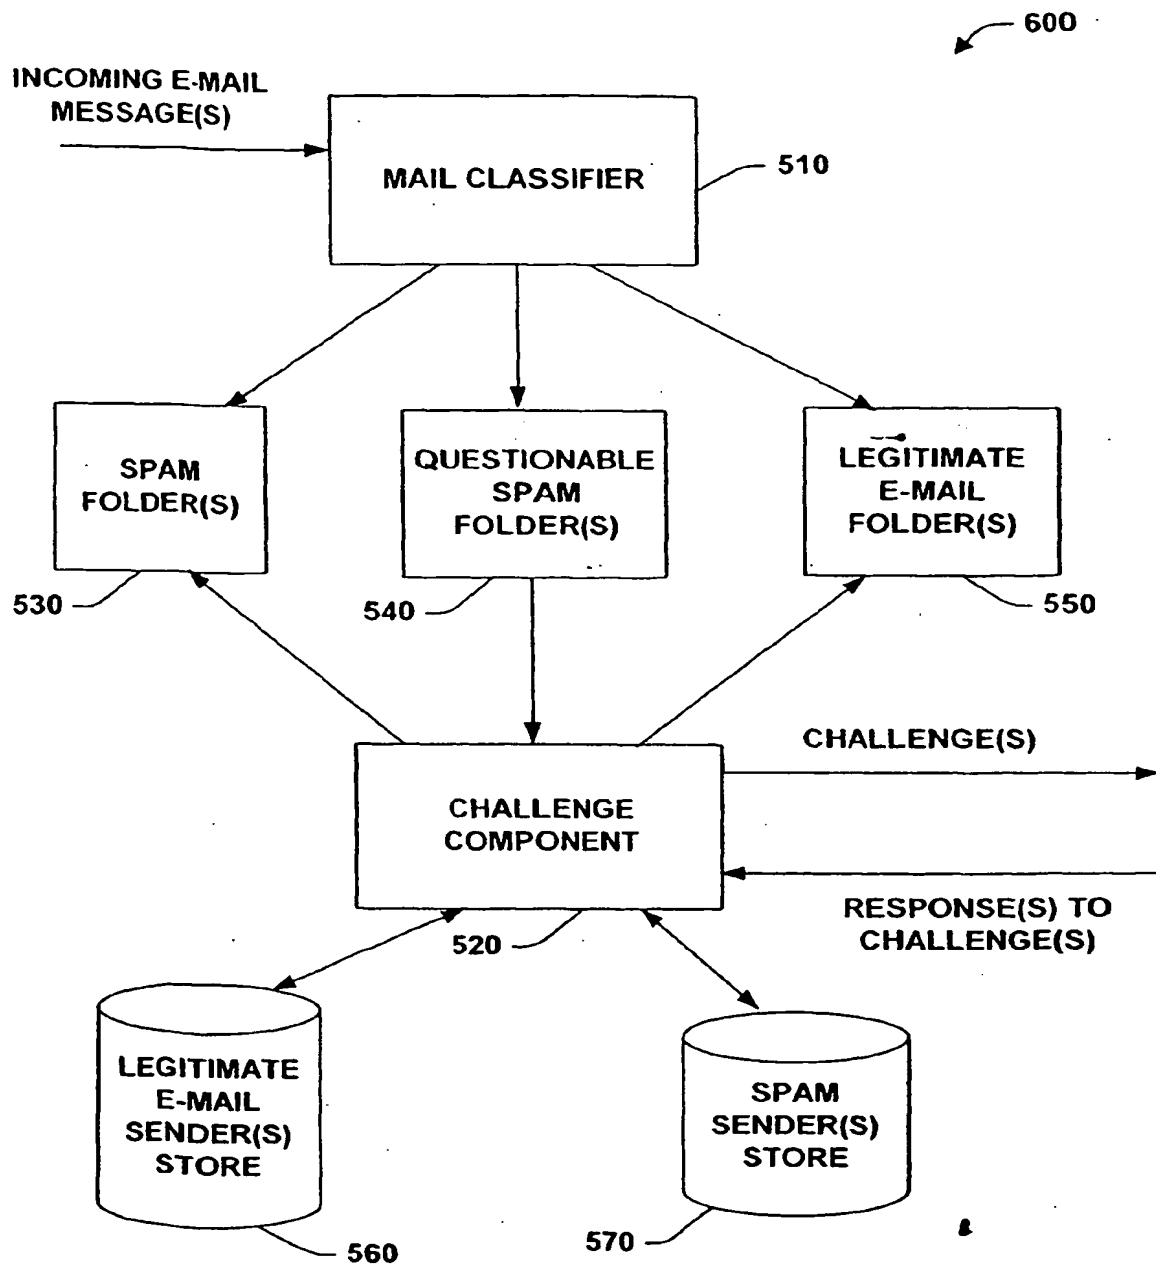 600
INCOMING E-MAIL
MESSAGE(S)
MAIL CLASSIFIER
510
SPAM
FOLDER(S)
530
QUESTIONABLE
SPAM
FOLDER(S)
540
LEGITIMATE
E-MAIL
FOLDER(S)
550
CHALLENGE(S)
CHALLENGE
COMPONENT
520
RESPONSE(S) TO
CHALLENGE(S)
LEGITIMATE
E-MAIL
SENDER(S)
STORE
560
SPAM
SENDER(S)
STORE
570